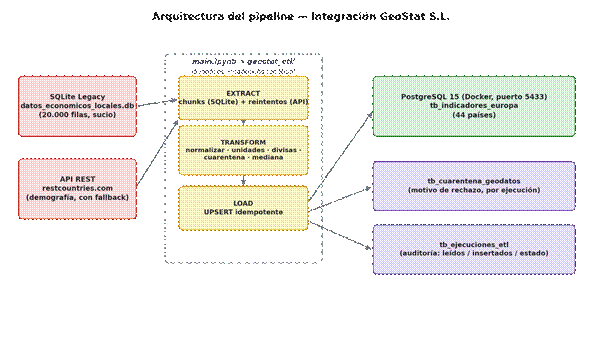 Arquitectura del pipeline — Integración GeoStat S.L.
main.ipynb → geostat_etl/
SQLite Legacy
datos_economicos_locales.db
(20.000 filas, sucio)
API REST
restcountries.com
(demografía, con fallback)
EXTRACT
chunks (SQLite) + reintentos (API)
TRANSFORM
normalizar · unidades · divisas ·
cuarentena · mediana
LOAD
UPSERT idempotente
PostgreSQL 15 (Docker, puerto 5433)
tb_indicadores_europa
(44 países)
tb_cuarentena_geodatos
(motivo de rechazo, por ejecución)
tb_ejecuciones_etl
(auditoría: leídos / insertados / estado)